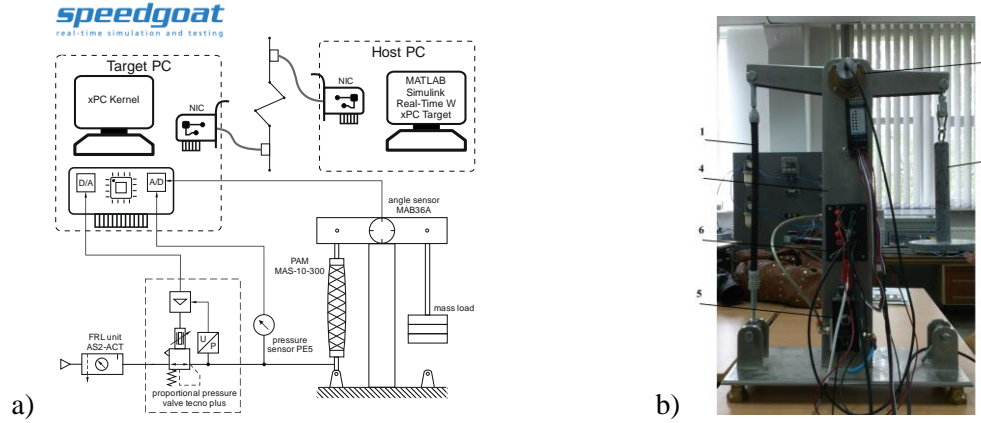 speedgoat
real-time simulation and testing
Target PC
xPC Kernel
NIC
D/A
A/D
Host PC
NIC
MATLAB
Simulink
Real-Time W
xPC Target
angle sensor
MAB36A
PAM
MAS-10-300
mass load
FRL unit
AS2-ACT
U
P
pressure
sensor PE5
proportional pressure
valve tecno plus
a)
1
4
6
5
b)